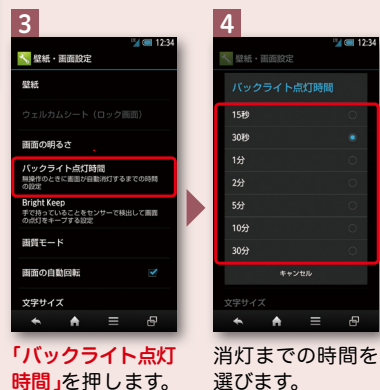 3
12:34
壁紙・画面設定
壁紙
ウェルカムシート（ロック画面）
画面の明るさ
バックライト点灯時間
無操作のときに画面が自動消灯するまでの時間
の設定
Bright Keep
手で持っていることをセンサーで検出して画面
の点灯をキープする設定
画質モード
画面の自動回転
文字サイズ
「バックライト点灯
時間」を押します。
4
12:34
壁紙・画面設定
バックライト点灯時間
15秒
30秒
1分
2分
5分
10分
30分
キャンセル
文字サイズ
消灯までの時間を
選びます。